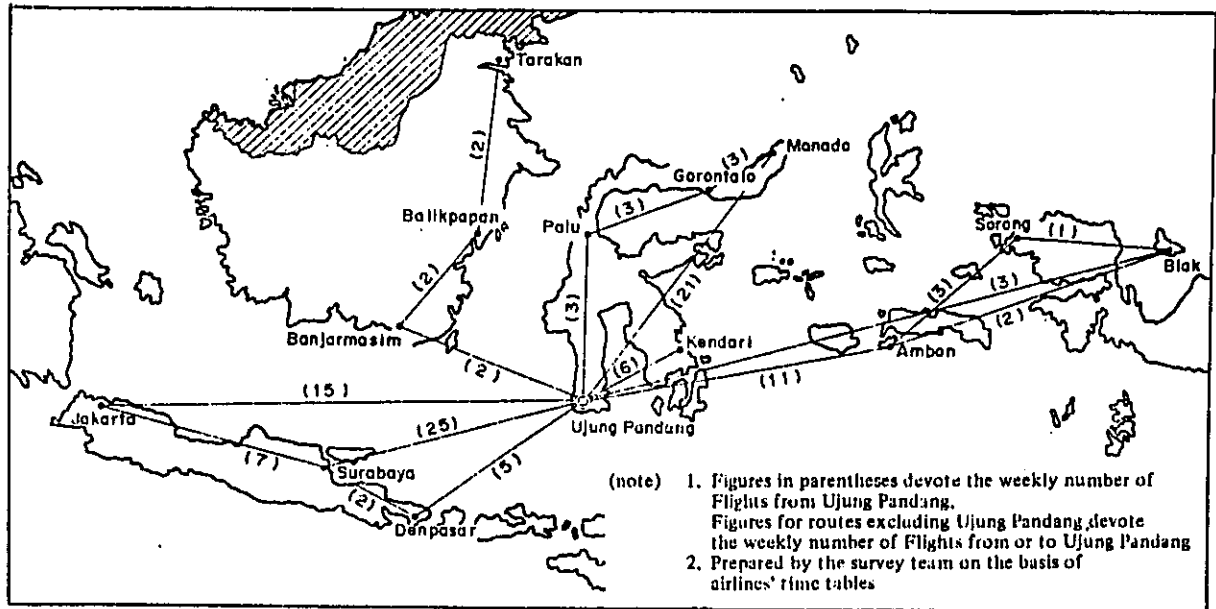 Tarakan
(2)
Manado
(3)
Gorontalo
Balikpapan
Palu
(3)
Sorong
(1)
Biak
(2)
(21)
(3)
(3)
(3)
(2)
Banjarmasim
Kendari
Ambon
(2)
(6)
(11)
(15)
Jakarta
Ujung Pandang
(25)
(7)
Surabaya
(5)
(2)
Denpasar
(note) 1. Figures in parentheses devote the weekly number of
Flights from Ujung Pandang,
Figures for routes excluding Ujung Pandang, devote
the weekly number of Flights from or to Ujung Pandang
2. Prepared by the survey team on the basis of
airlines' time tables